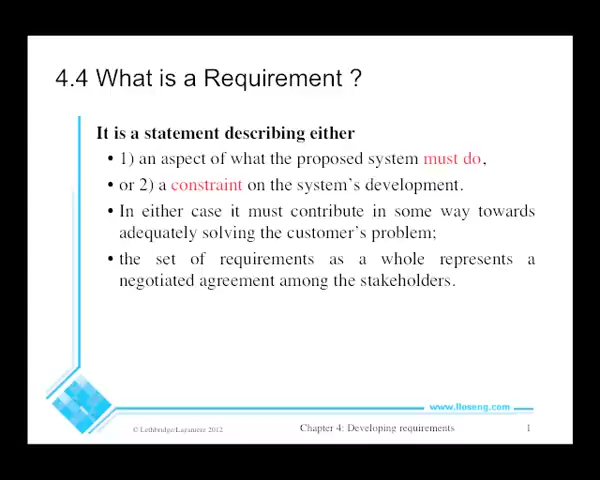 4.4 What is a Requirement ?
It is a statement describing either
• 1) an aspect of what the proposed system must do,
• or 2) a constraint on the system's development.
• In either case it must contribute in some way towards
adequately solving the customer's problem;
• the set of requirements as a whole represents a
negotiated agreement among the stakeholders.
www.lloseng.com
© Lethbridge/Laganière 2012
Chapter 4: Developing requirements
1